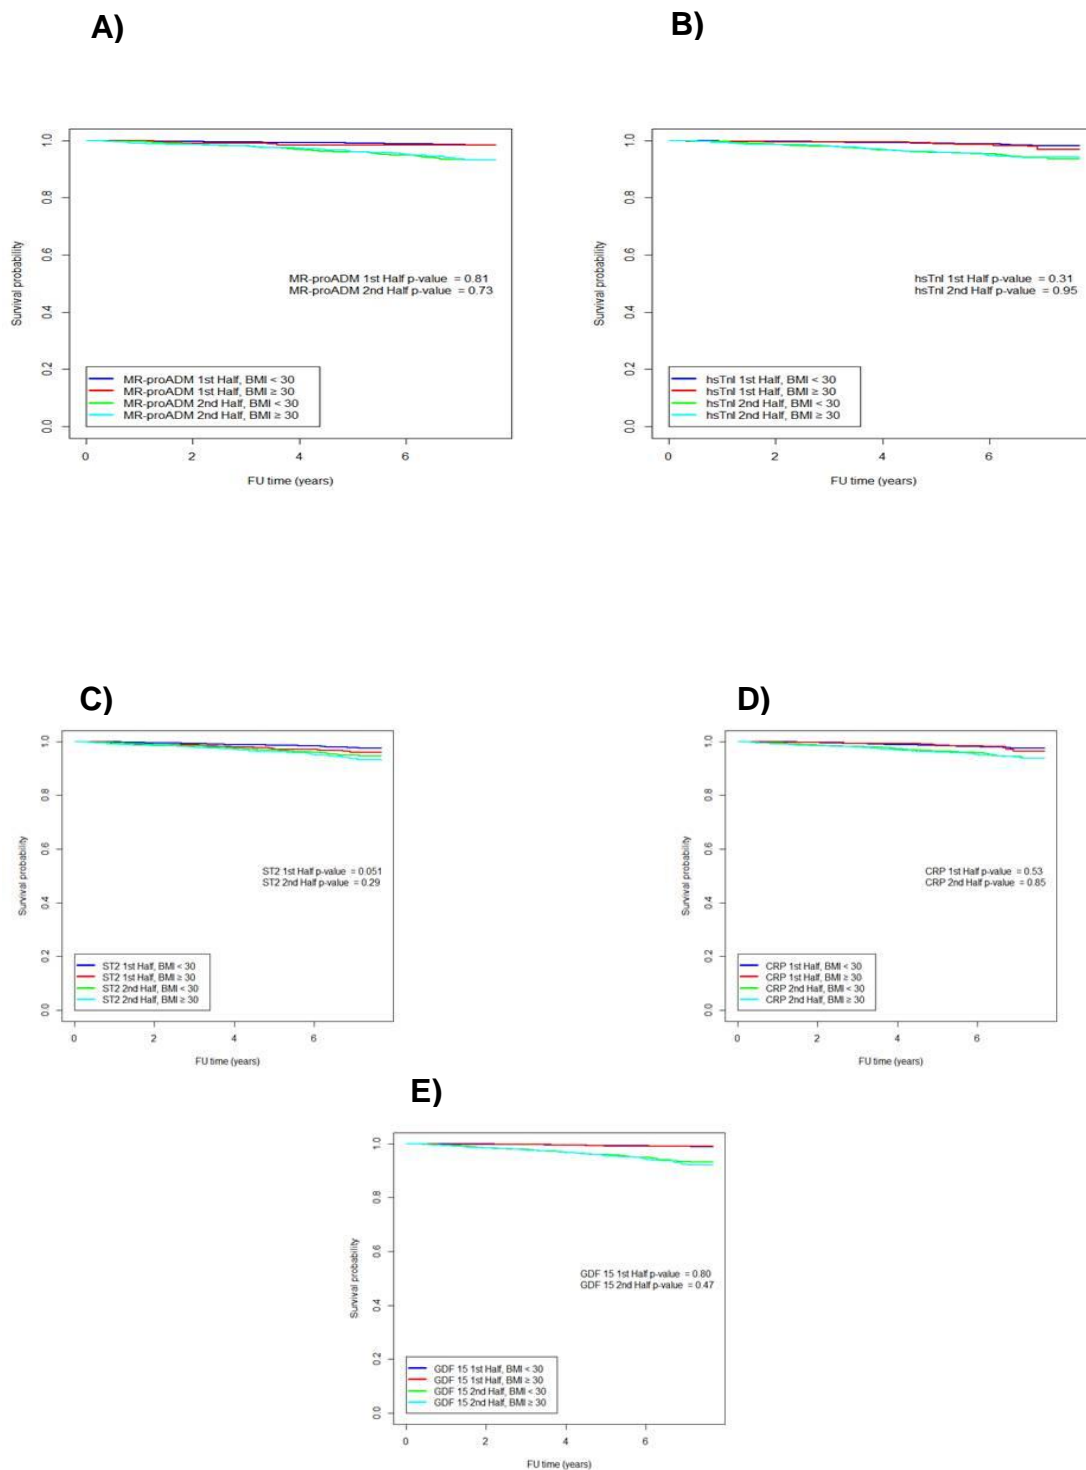 A)
B)
1.0
0.8
0.6
0.4
0.2
0.0
Survival probability
MR-proADM 1st Half p-value = 0.81
MR-proADM 2nd Half p-value = 0.73
MR-proADM 1st Half, BMI < 30
MR-proADM 1st Half, BMI ≥ 30
MR-proADM 2nd Half, BMI < 30
MR-proADM 2nd Half, BMI ≥ 30
0 2 4 6
FU time (years)
1.0
0.8
0.6
0.4
0.2
0.0
Survival probability
hsTnI 1st Half p-value = 0.31
hsTnI 2nd Half p-value = 0.95
hsTnI 1st Half, BMI < 30
hsTnI 1st Half, BMI ≥ 30
hsTnI 2nd Half, BMI < 30
hsTnI 2nd Half, BMI ≥ 30
0 2 4 6
FU time (years)
C)
D)
1.0
0.8
0.6
0.4
0.2
0.0
Survival probability
ST2 1st Half p-value = 0.051
ST2 2nd Half p-value = 0.29
ST2 1st Half, BMI < 30
ST2 1st Half, BMI ≥ 30
ST2 2nd Half, BMI < 30
ST2 2nd Half, BMI ≥ 30
0 2 4 6
FU time (years)
1.0
0.8
0.6
0.4
0.2
0.0
Survival probability
CRP 1st Half p-value = 0.53
CRP 2nd Half p-value = 0.85
CRP 1st Half, BMI < 30
CRP 1st Half, BMI ≥ 30
CRP 2nd Half, BMI < 30
CRP 2nd Half, BMI ≥ 30
0 2 4 6
FU time (years)
E)
1.0
0.8
0.6
0.4
0.2
0.0
Survival probability
GDF 15 1st Half p-value = 0.80
GDF 15 2nd Half p-value = 0.47
GDF 15 1st Half, BMI < 30
GDF 15 1st Half, BMI ≥ 30
GDF 15 2nd Half, BMI < 30
GDF 15 2nd Half, BMI ≥ 30
0 2 4 6
FU time (years)